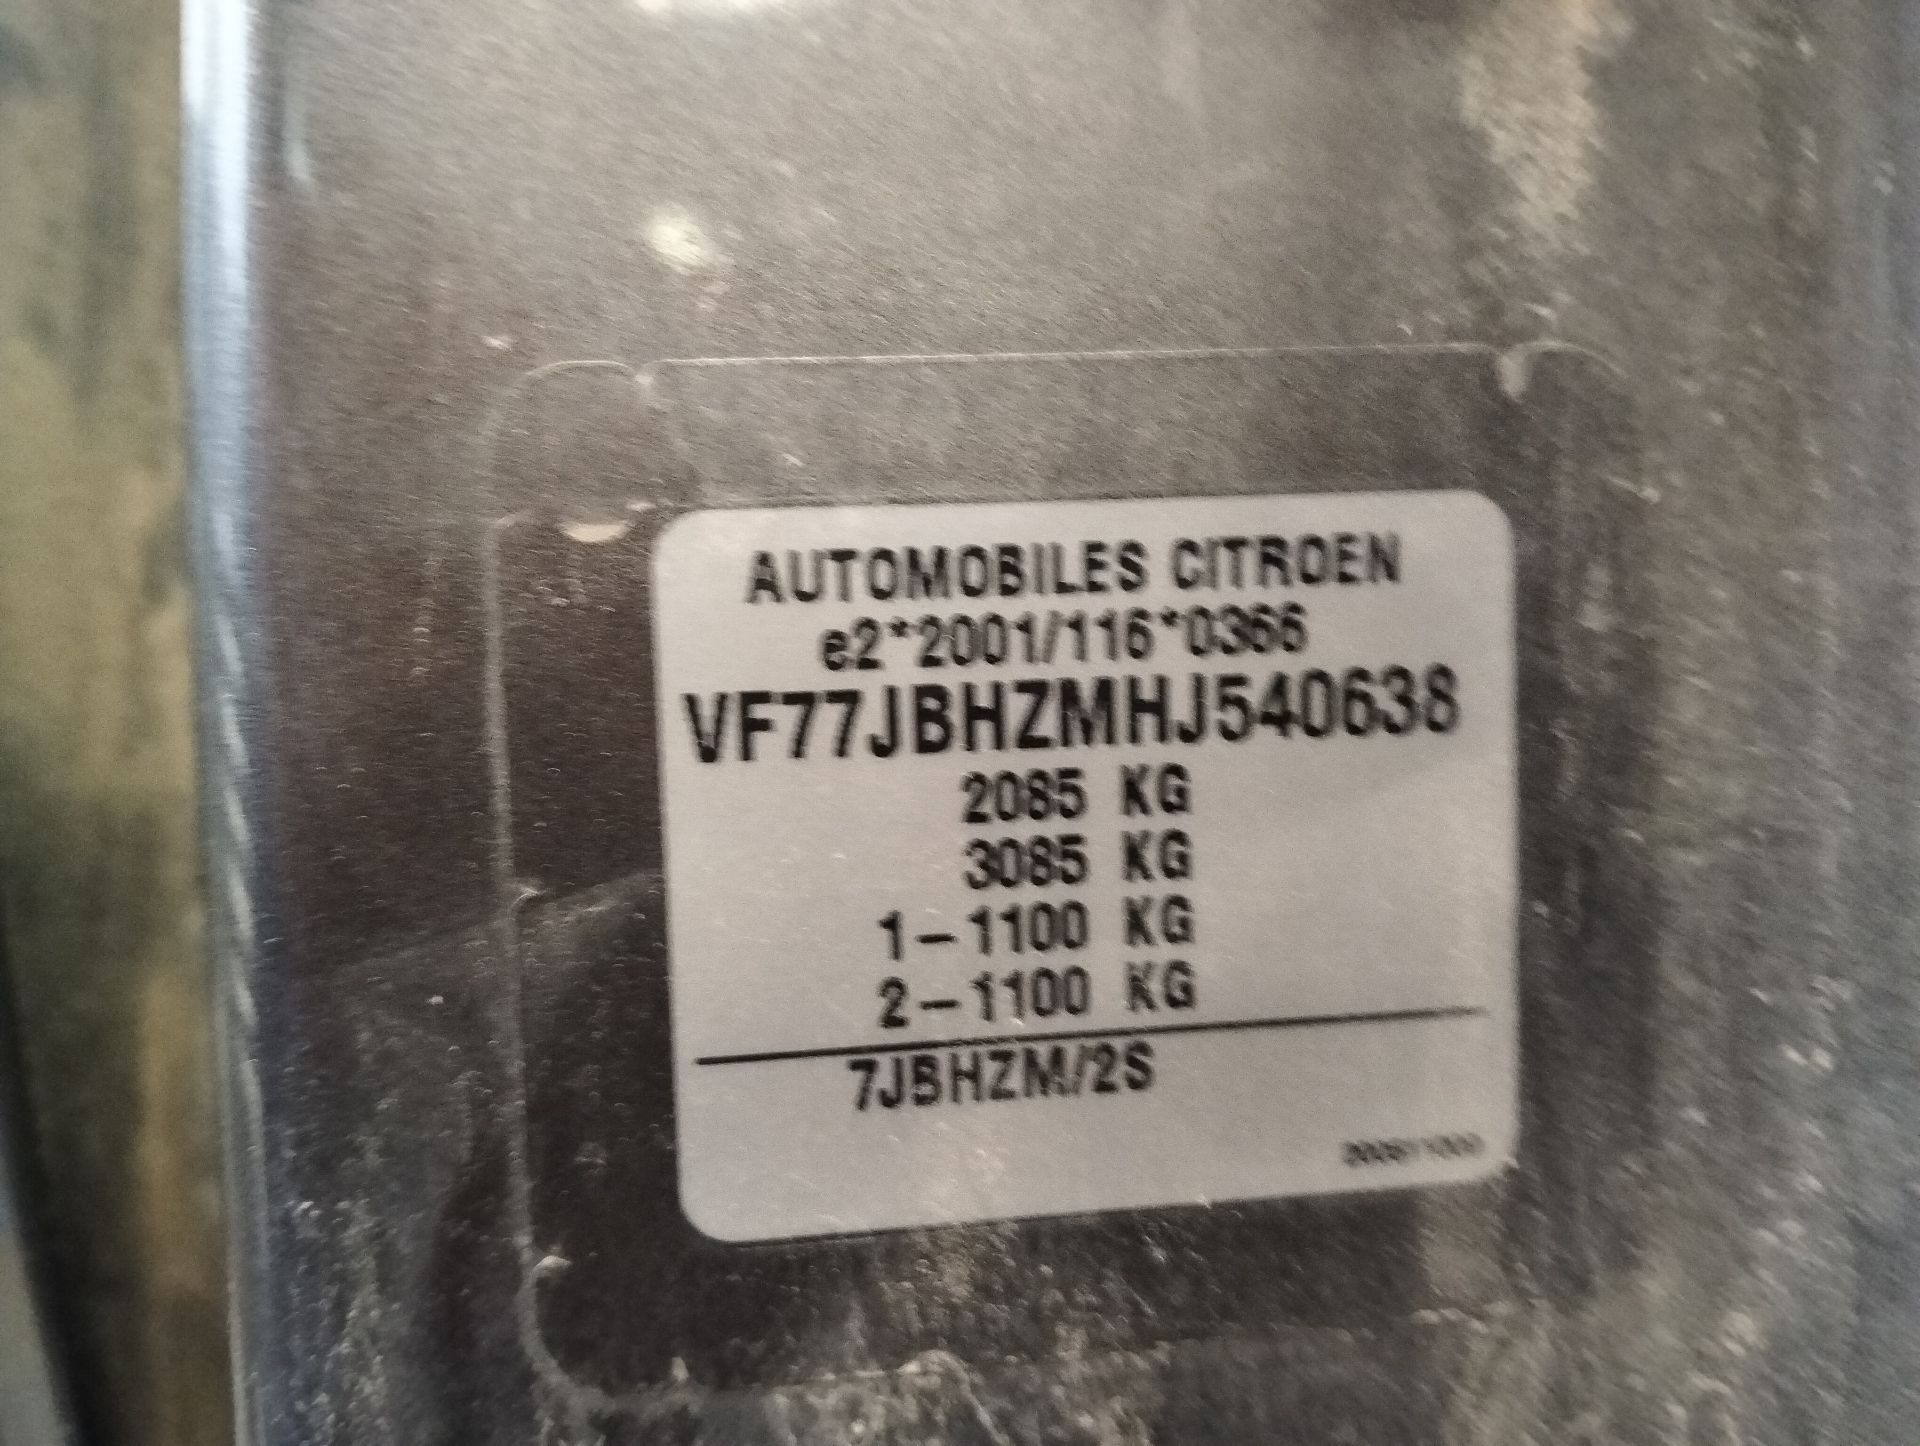 AUTOMOBILES CITROEN
e2*2001/116*0366
VF77JBHZMHJ540638
2085 KG
3085 KG
1-1100 KG
2-1100 KG
7JBHZM/2S